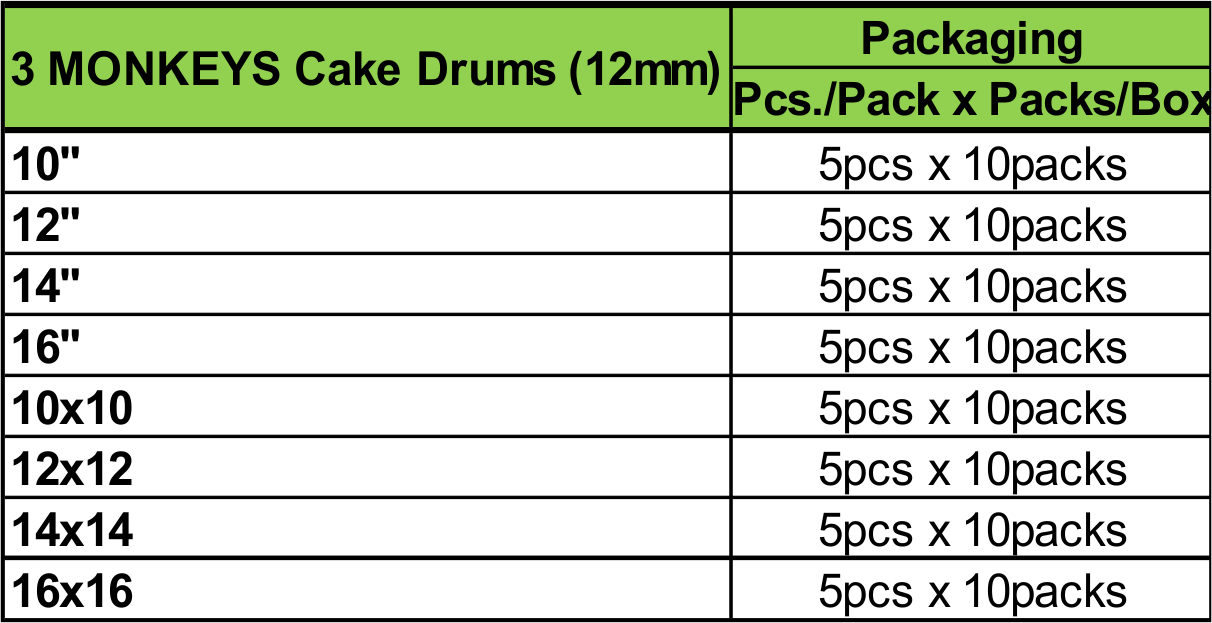 3 MONKEYS Cake Drums (12mm)
Packaging
Pcs./Pack x Packs/Box
10" 5pcs x 10packs
12" 5pcs x 10packs
14" 5pcs x 10packs
16" 5pcs x 10packs
10x10 5pcs x 10packs
12x12 5pcs x 10packs
14x14 5pcs x 10packs
16x16 5pcs x 10packs